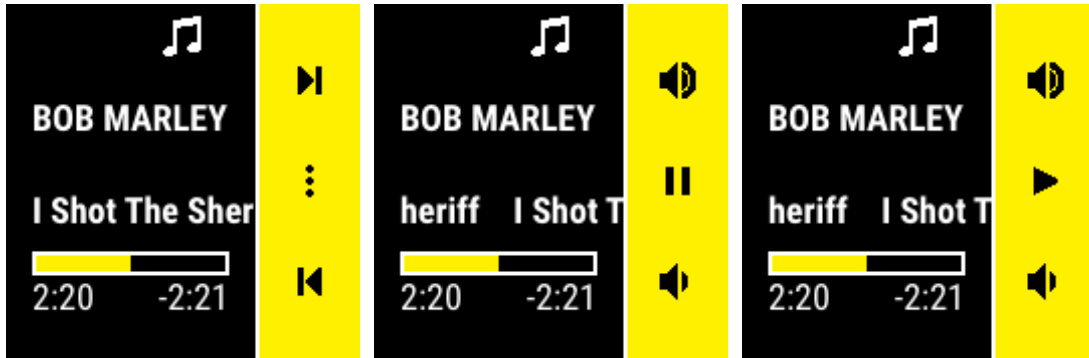 BOB MARLEY
I Shot The Sher
2:20 -2:21
BOB MARLEY
heriff I Shot T
2:20 -2:21
BOB MARLEY
heriff I Shot T
2:20 -2:21